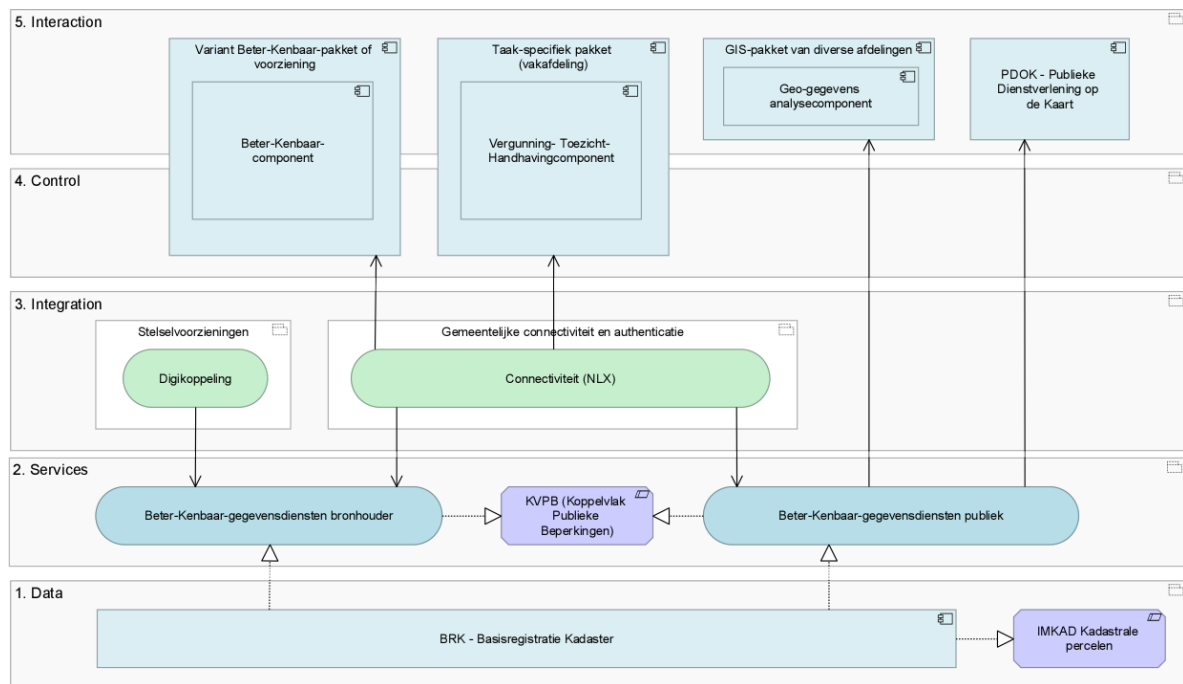 5. Interaction
Variant Beter-Kenbaar-pakket of
voorziening
Beter-Kenbaar-
component
Taak-specifiek pakket
(vakafdeling)
Vergunning- Toezicht-
Handhavingcomponent
GIS-pakket van diverse afdelingen
Geo-gegevens
analysecomponent
PDOK - Publieke
Dienstverlening op
de Kaart
4. Control
3. Integration
Stelselvoorzieningen
Digikoppeling
Gemeentelijke connectiviteit en authenticatie
Connectiviteit (NLX)
2. Services
Beter-Kenbaar-gegevensdiensten bronhouder
KVPB (Koppelvlak
Publieke
Beperkingen)
Beter-Kenbaar-gegevensdiensten publiek
1. Data
BRK - Basisregistratie Kadaster
IMKAD Kadastrale
percelen